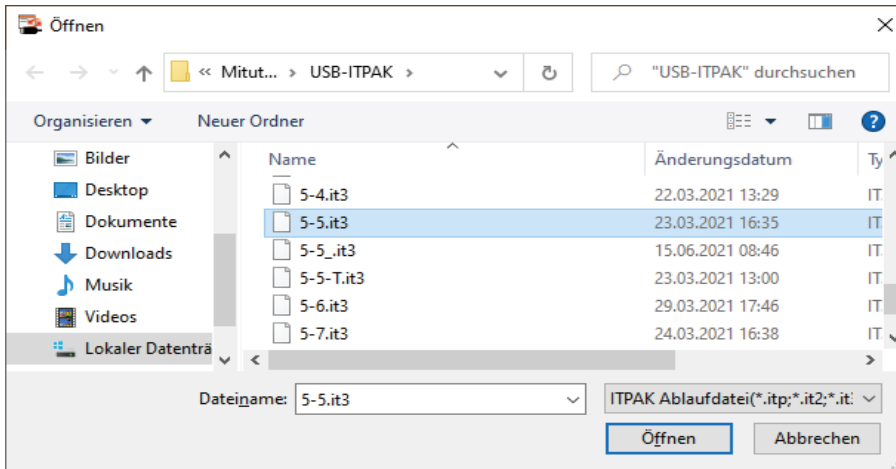 Öffnen
« Mitut... › USB-ITPAK ›
"USB-ITPAK" durchsuchen
Organisieren
Neuer Ordner
Bilder
Desktop
Dokumente
Downloads
Musik
Videos
Lokaler Datenträ
Name Änderungsdatum Ty
5-4.it3 22.03.2021 13:29 IT
5-5.it3 23.03.2021 16:35 IT
5-5_.it3 15.06.2021 08:46 IT
5-5-T.it3 23.03.2021 13:00 IT
5-6.it3 29.03.2021 17:46 IT
5-7.it3 24.03.2021 16:38 IT
Dateiname: 5-5.it3
ITPAK Ablaufdatei(*.itp;*.it2;*.it
Öffnen Abbrechen